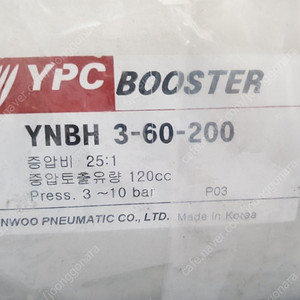 YPC BOOSTER
YNBH 3-60-200
증압비 25:1
증압토출유량 120cc
Press. 3 ~10 bar P03
NWOO PNEUMATIC CO., LTD. Made in Korea